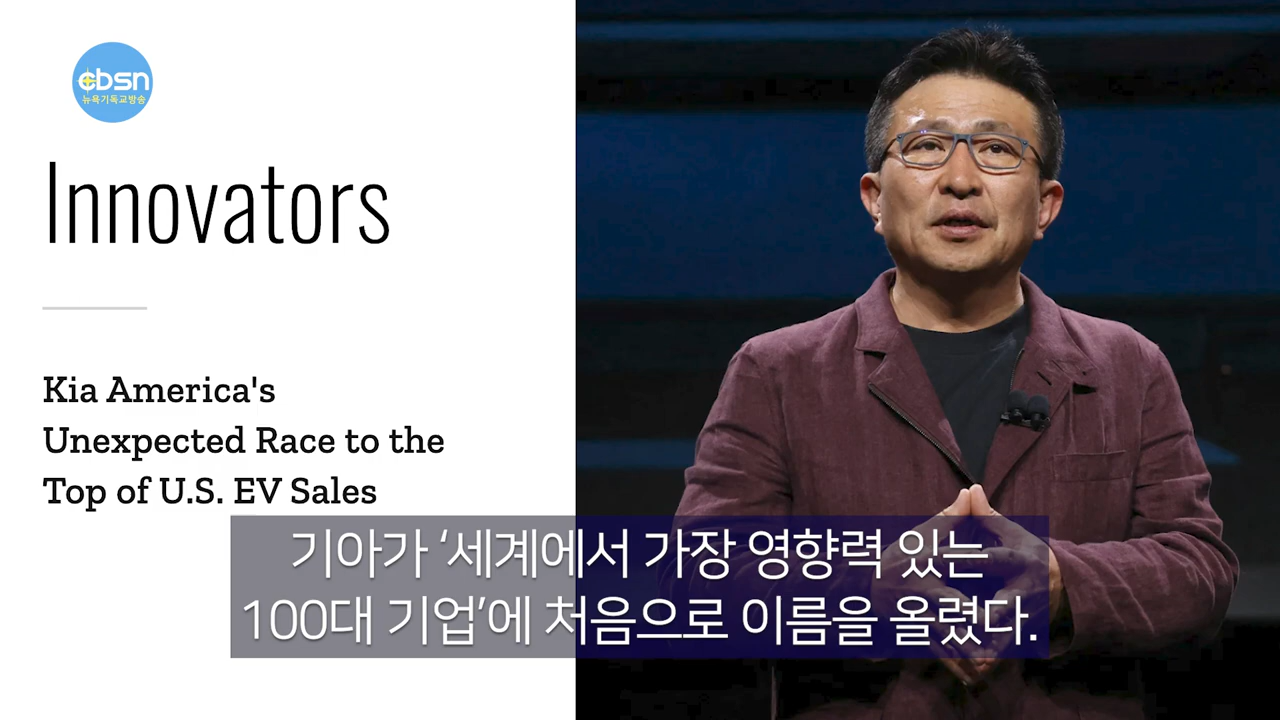 cbsn
뉴욕기독교방송
Innovators
Kia America's
Unexpected Race to the
Top of U.S. EV Sales
기아가 ‘세계에서 가장 영향력 있는
100대 기업’에 처음으로 이름을 올렸다.